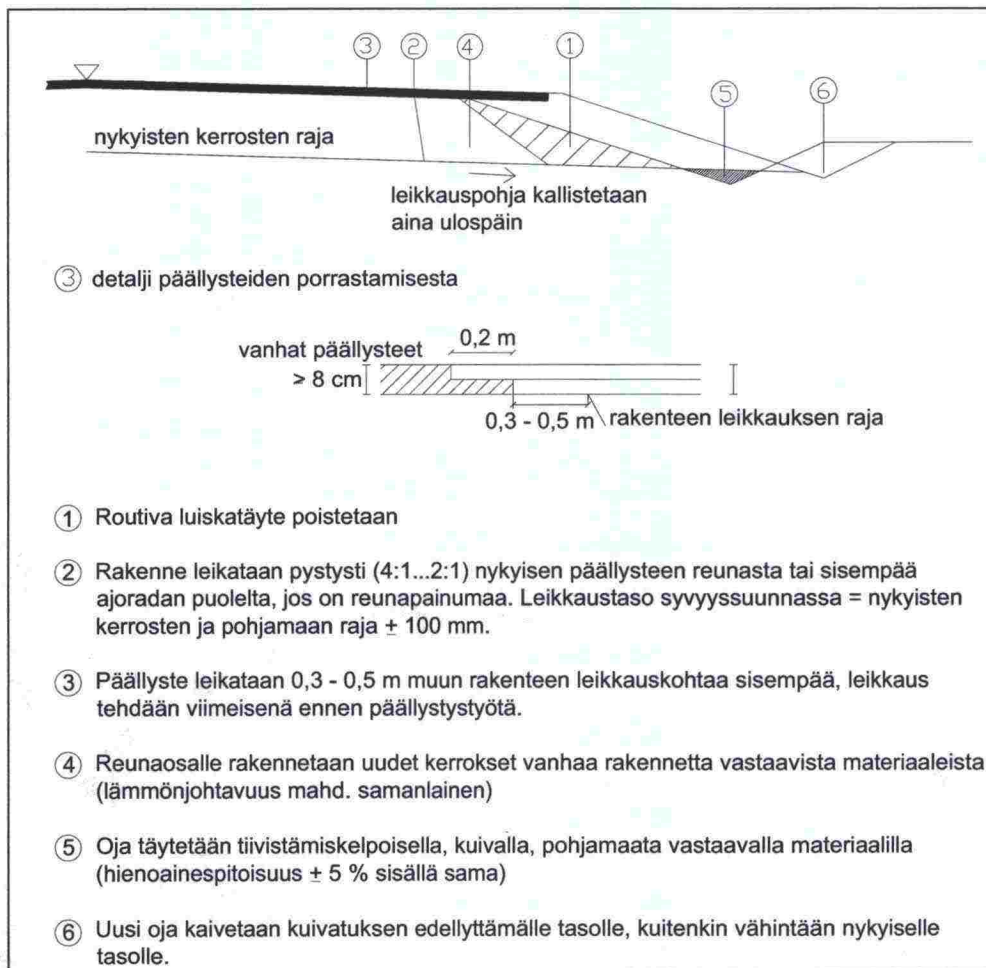 ③ ② ④ ① ⑤ ⑥
nykyisten kerrosten raja
leikkauspohja kallistetaan
aina ulospäin
③ detalji päällysteiden porrastamisesta
vanhat päällysteet
≥ 8 cm
0,2 m
0,3 - 0,5 m
rakenteen leikkauksen raja
① Routiva luiskatäyte poistetaan
② Rakenne leikataan pystysti (4:1...2:1) nykyisen päällysteen reunasta tai sisempää
ajoradan puolelta, jos on reunapainumaa. Leikkaustaso syvyyssuunnassa = nykyisten
kerrosten ja pohjamaan raja ± 100 mm.
③ Päällyste leikataan 0,3 - 0,5 m muun rakenteen leikkauskohtaa sisempää, leikkaus
tehdään viimeisenä ennen päällystystyötä.
④ Reunaosalle rakennetaan uudet kerrokset vanhaa rakennetta vastaavista materiaaleista
(lämmönjohtavuus mahd. samanlainen)
⑤ Oja täytetään tiivistämiskelpoisella, kuivalla, pohjamaata vastaavalla materiaalilla
(hienoainespitoisuus ± 5 % sisällä sama)
⑥ Uusi oja kaivetaan kuivatuksen edellyttämälle tasolle, kuitenkin vähintään nykyiselle
tasolle.